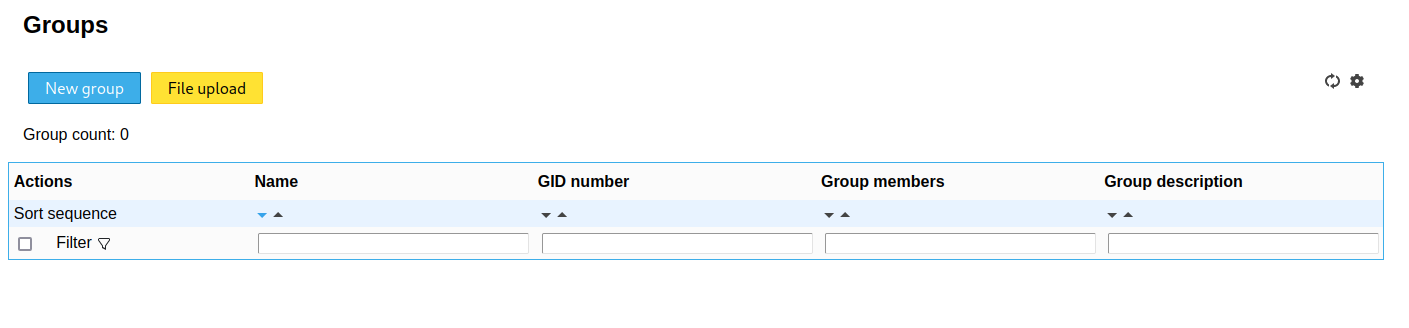 Groups
New group File upload
Group count: 0
Actions Name GID number Group members Group description
Sort sequence
Filter